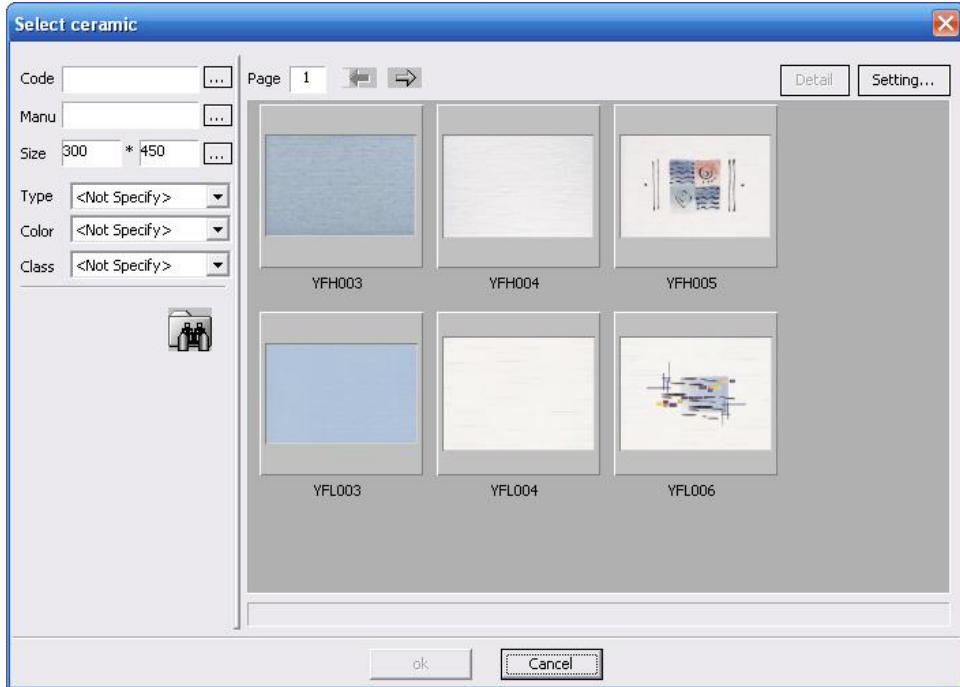 Select ceramic
Code ...
Manu ...
Size 300 * 450 ...
Type <Not Specify>
Color <Not Specify>
Class <Not Specify>
Page 1
Detail Setting...
YFH003 YFH004 YFH005
YFL003 YFL004 YFL006
ok Cancel